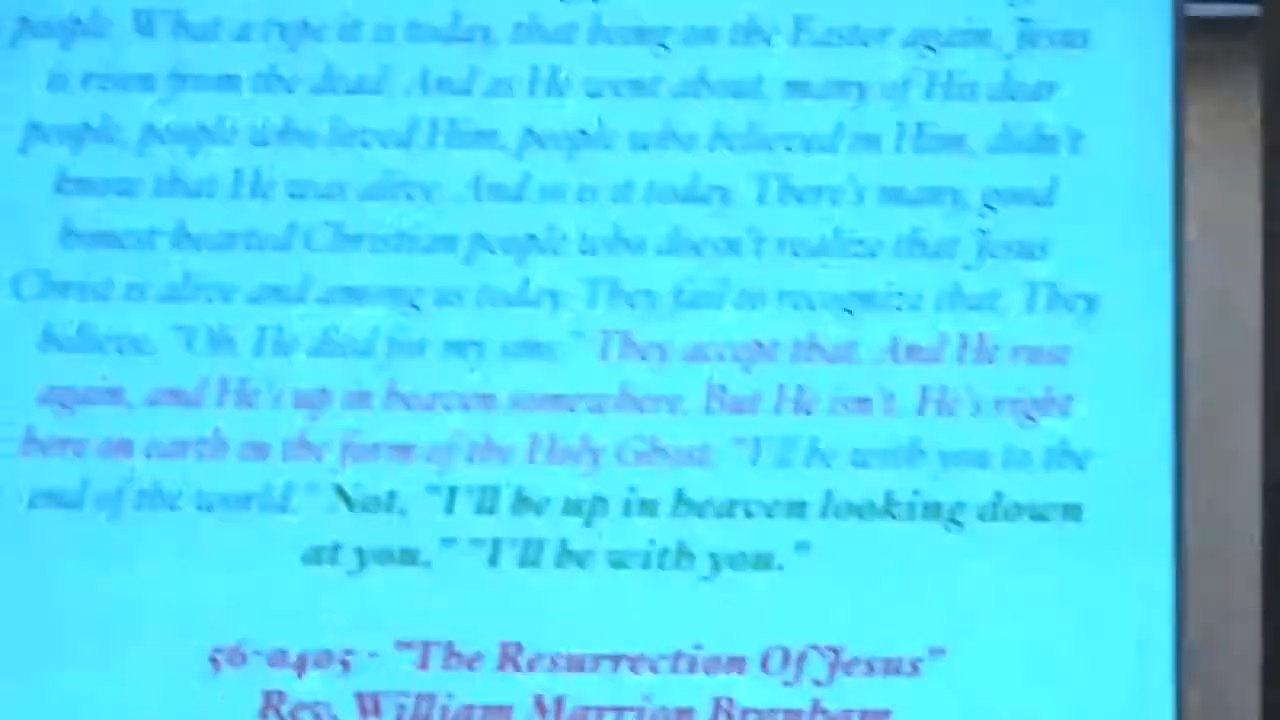 people. What a type it is today, that being on the Easter again, Jesus
is risen from the dead. And as He went about, many of His dear
people, people who loved Him, people who believed in Him, didn't
know that He was alive. And so is it today. There's many, good
honest-hearted Christian people who doesn't realize that Jesus
Christ is alive and among us today. They fail to recognize that. They
believe, "Oh, He died for my sins." They accept that. And He rose
again, and He's up in heaven somewhere. But He isn't. He's right
here on earth in the form of the Holy Ghost. "I'll be with you to the
end of the world." Not, "I'll be up in heaven looking down
at you." "I'll be with you."
56-0405 - "The Resurrection Of Jesus"
Rev. William Marrion Branham